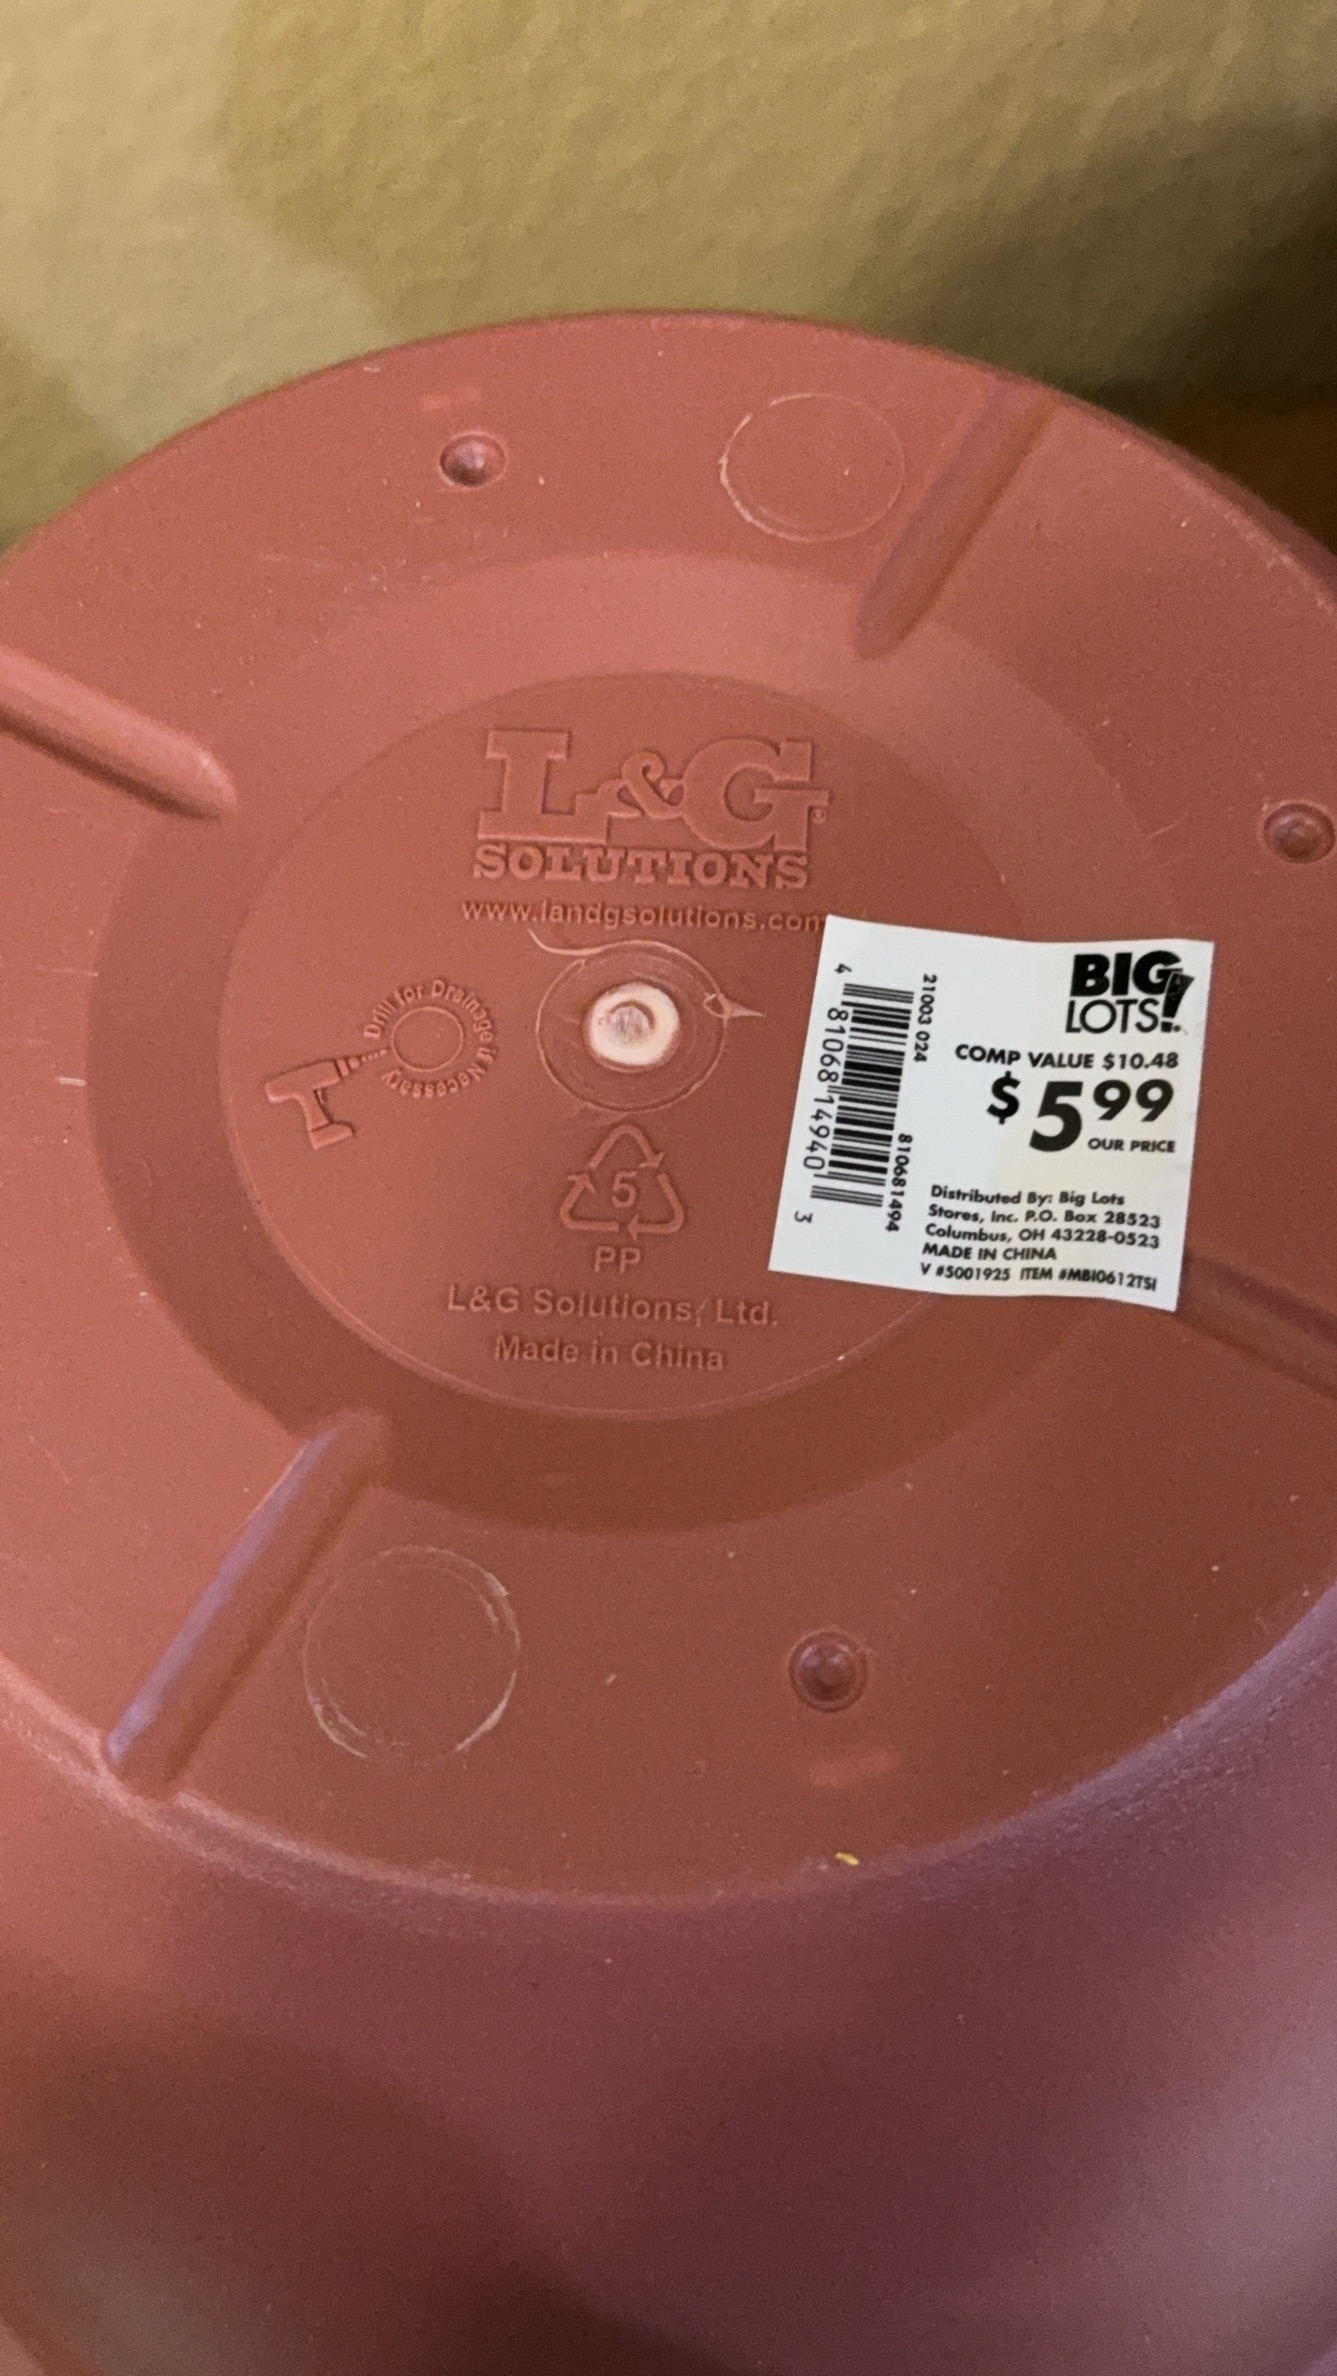 L&G®
SOLUTIONS
www.landgsolutions.com
Drill for Drainage if Necessary
5
PP
L&G Solutions, Ltd.
Made in China
BIG
LOTS!
COMP VALUE $10.48
$5.99
OUR PRICE
Distributed By: Big Lots
Stores, Inc. P.O. Box 28523
Columbus, OH 43228-0523
MADE IN CHINA
V #5001925 ITEM #MBI0612TSI
21003 024
810681494
4 81068 14940 3